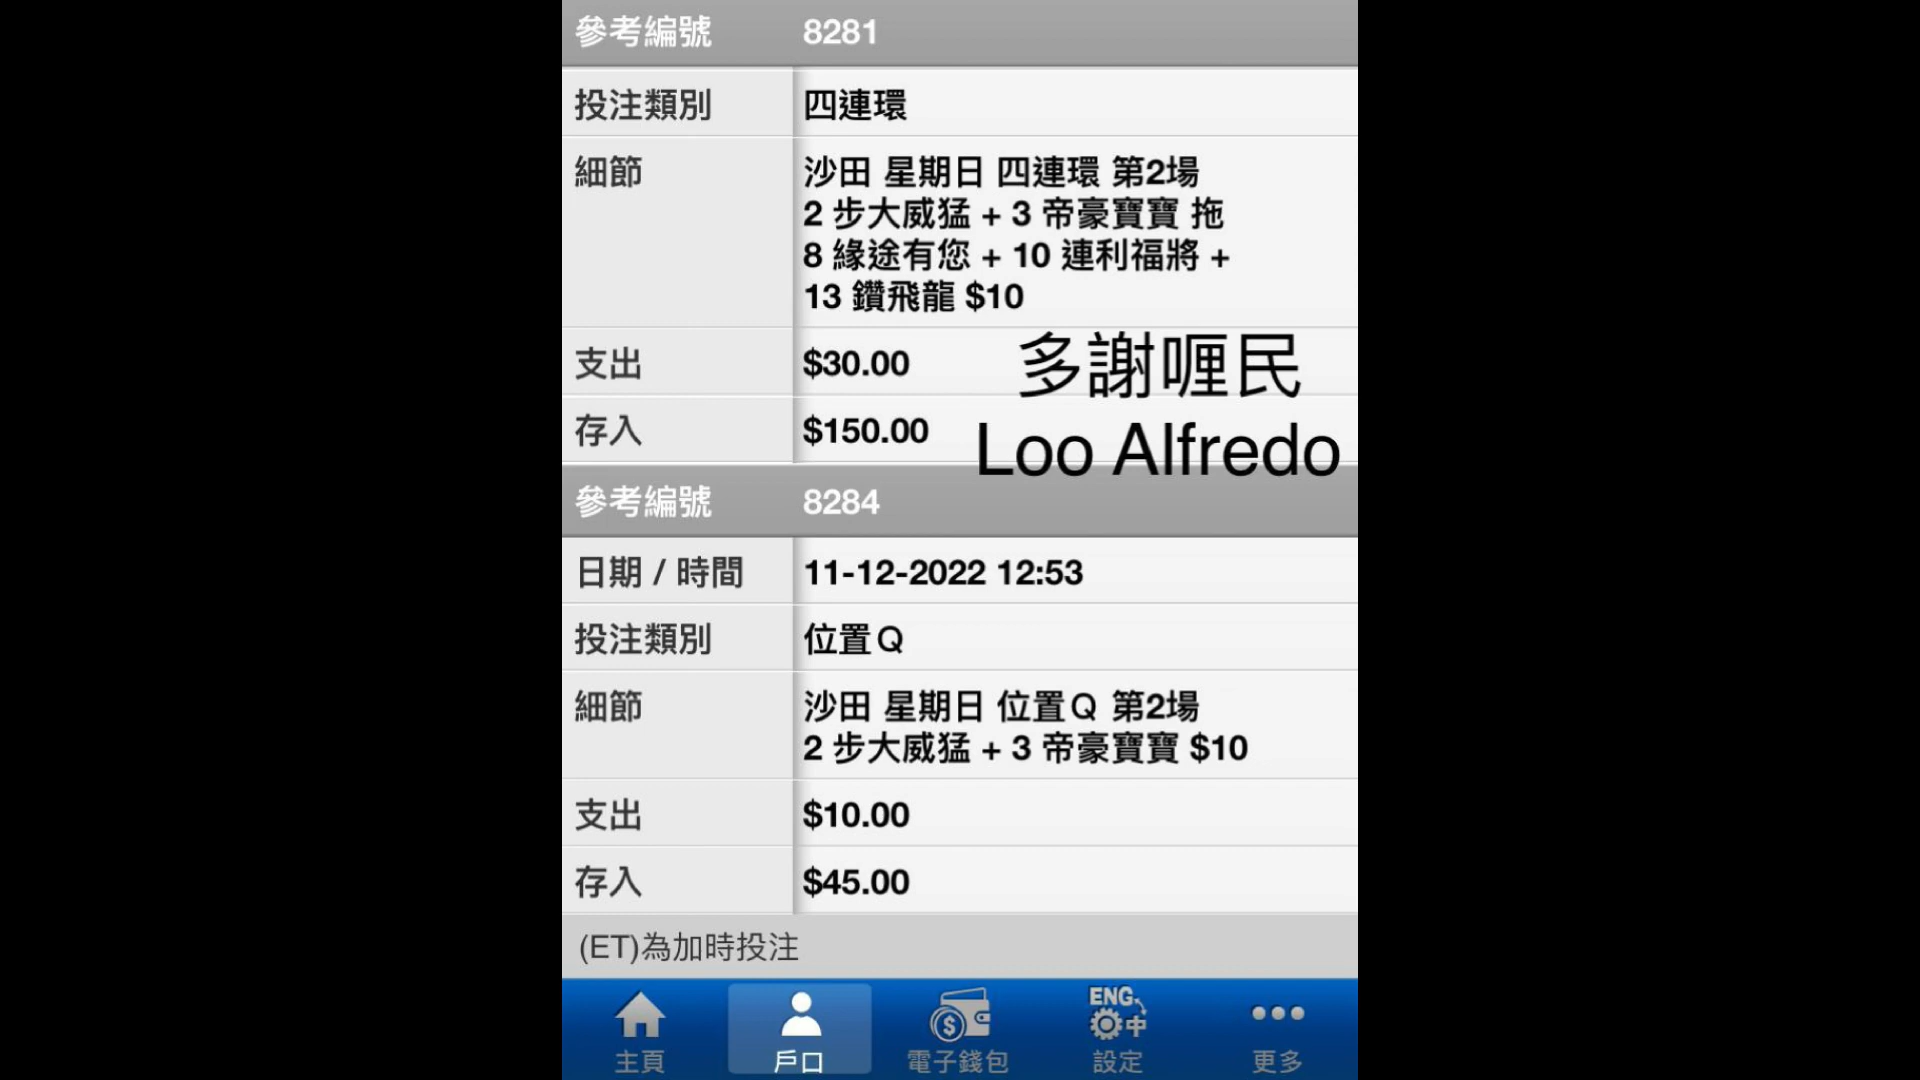 參考編號 8281
投注類別 四連環
細節 沙田 星期日 四連環 第2場
2 步大威猛 + 3 帝豪寶寶 拖
8 緣途有您 + 10 連利福將 +
13 鑽飛龍 $10
支出 $30.00
多謝喱民
存入 $150.00
Loo Alfredo
參考編號 8284
日期 / 時間 11-12-2022 12:53
投注類別 位置Q
細節 沙田 星期日 位置Q 第2場
2 步大威猛 + 3 帝豪寶寶 $10
支出 $10.00
存入 $45.00
(ET)為加時投注
ENG 中
主頁 戶口 電子錢包 設定 更多